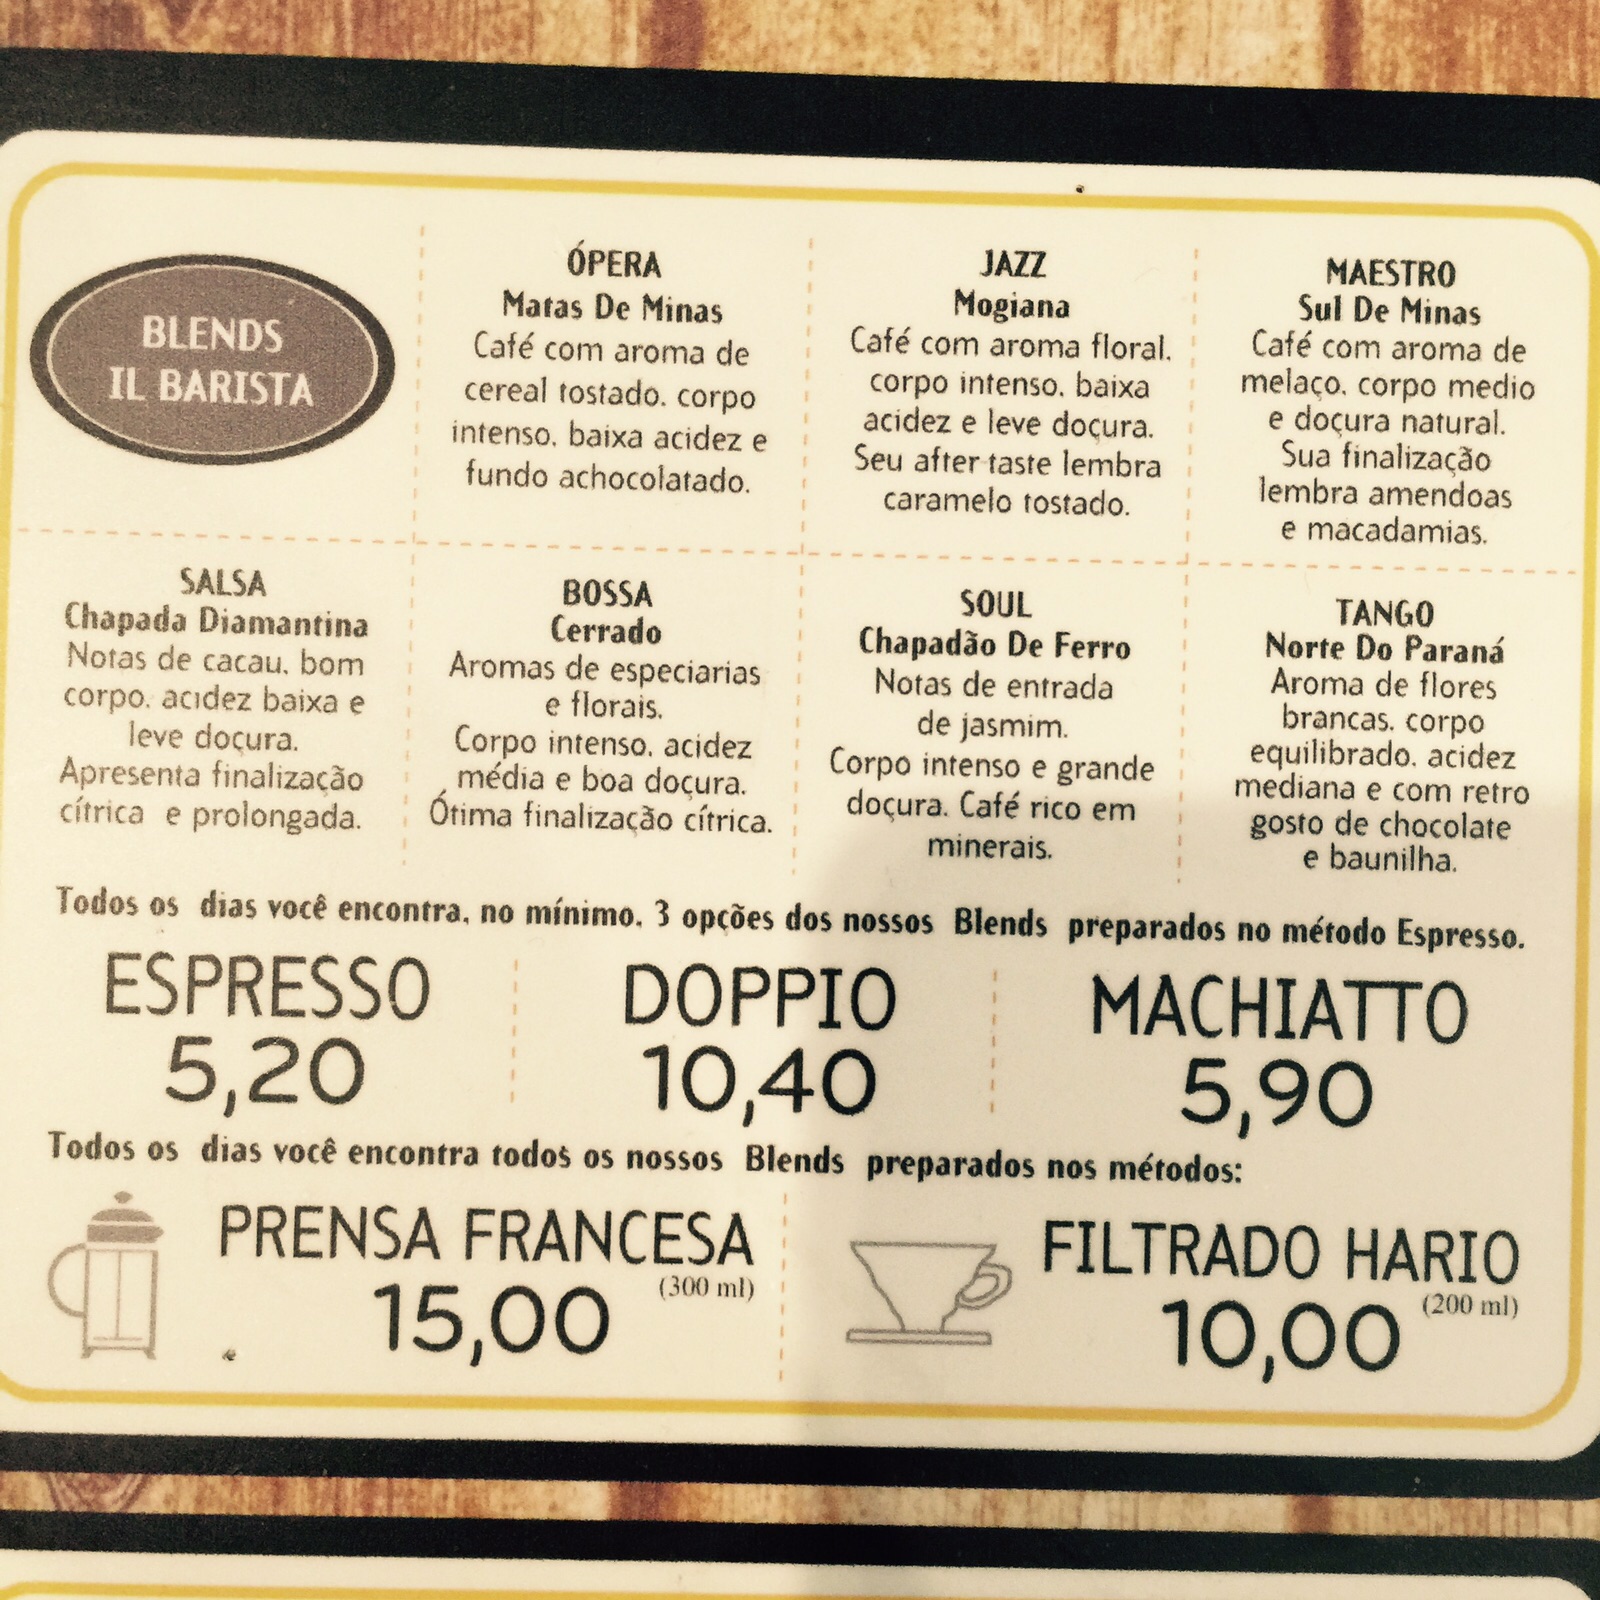 BLENDS
IL BARISTA
ÓPERA
Matas De Minas
Café com aroma de
cereal tostado, corpo
intenso, baixa acidez e
fundo achocolatado.
JAZZ
Mogiana
Café com aroma floral,
corpo intenso, baixa
acidez e leve doçura.
Seu after taste lembra
caramelo tostado.
MAESTRO
Sul De Minas
Café com aroma de
melaço, corpo medio
e doçura natural.
Sua finalização
lembra amendoas
e macadamias.
SALSA
Chapada Diamantina
Notas de cacau, bom
corpo, acidez baixa e
leve doçura.
Apresenta finalização
cítrica e prolongada.
BOSSA
Cerrado
Aromas de especiarias
e florais.
Corpo intenso, acidez
média e boa doçura.
Ótima finalização cítrica.
SOUL
Chapadão De Ferro
Notas de entrada
de jasmim.
Corpo intenso e grande
doçura. Café rico em
minerais.
TANGO
Norte Do Paraná
Aroma de flores
brancas, corpo
equilibrado, acidez
mediana e com retro
gosto de chocolate
e baunilha.
Todos os dias você encontra, no mínimo, 3 opções dos nossos Blends preparados no método Espresso.
ESPRESSO
5,20
DOPPIO
10,40
MACHIATTO
5,90
Todos os dias você encontra todos os nossos Blends preparados nos métodos:
PRENSA FRANCESA
(300 ml)
15,00
FILTRADO HARIO
(200 ml)
10,00